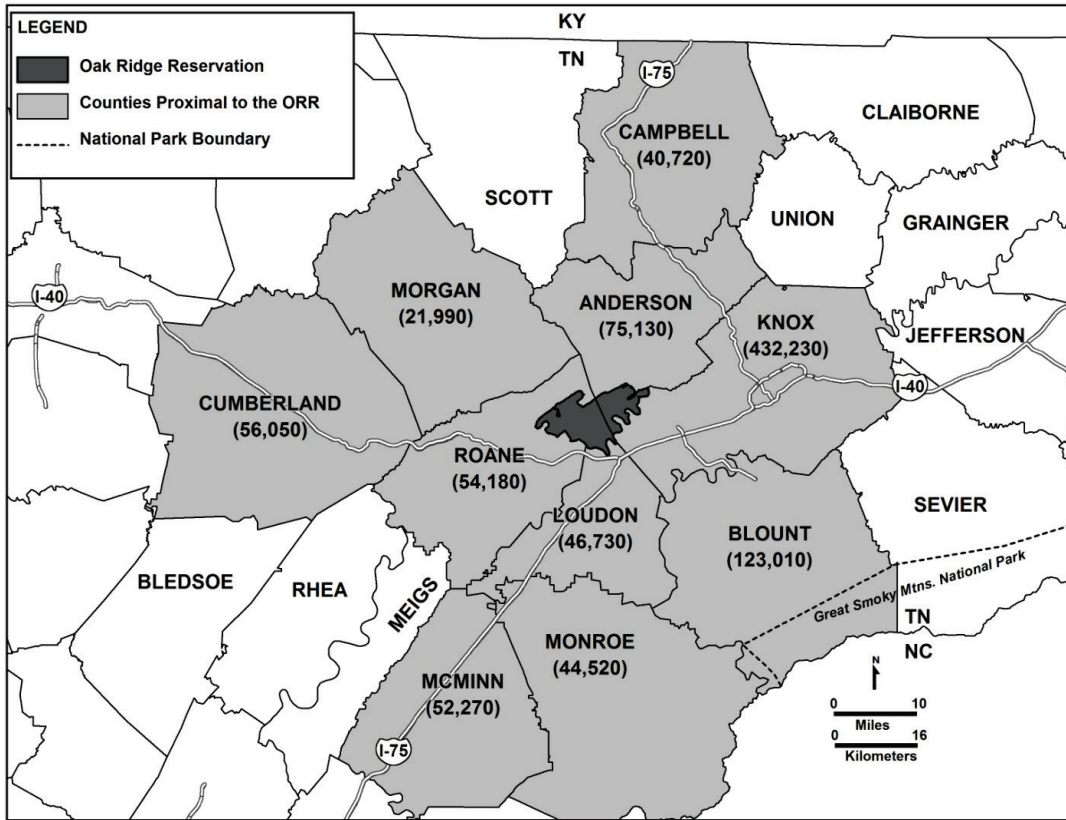 KY
LEGEND
Oak Ridge Reservation
Counties Proximal to the ORR
National Park Boundary
TN
I-75
CAMPBELL
(40,720)
CLAIBORNE
SCOTT
UNION
GRAINGER
MORGAN
(21,990)
ANDERSON
(75,130)
I-40
KNOX
(432,230)
JEFFERSON
I-40
CUMBERLAND
(56,050)
ROANE
(54,180)
LOUDON
(46,730)
BLOUNT
(123,010)
SEVIER
BLEDSOE
RHEA
MEIGS
Great Smoky Mtns. National Park
TN
NC
MONROE
(44,520)
MCMINN
(52,270)
I-75
N
0 10
Miles
0 16
Kilometers